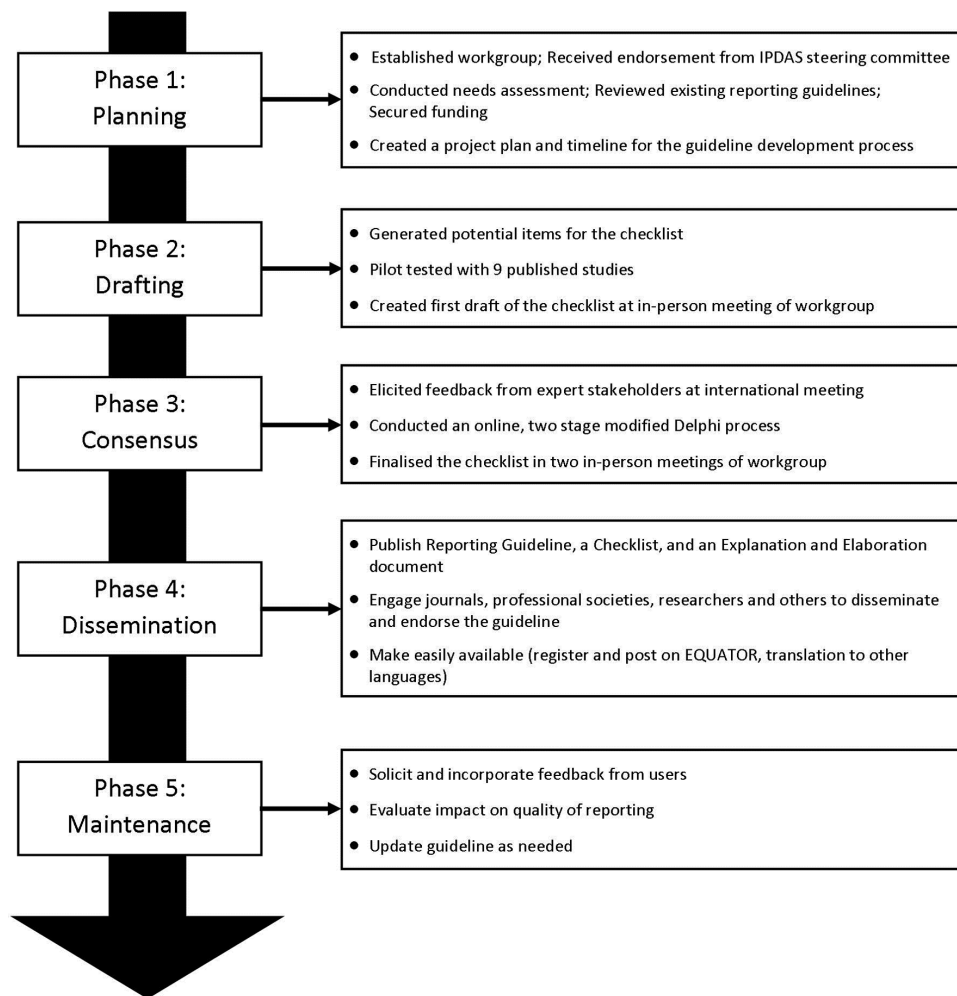 Phase 1:
Planning
● Established workgroup; Received endorsement from IPDAS steering committee
● Conducted needs assessment; Reviewed existing reporting guidelines;
Secured funding
● Created a project plan and timeline for the guideline development process
Phase 2:
Drafting
● Generated potential items for the checklist
● Pilot tested with 9 published studies
● Created first draft of the checklist at in-person meeting of workgroup
Phase 3:
Consensus
● Elicited feedback from expert stakeholders at international meeting
● Conducted an online, two stage modified Delphi process
● Finalised the checklist in two in-person meetings of workgroup
Phase 4:
Dissemination
● Publish Reporting Guideline, a Checklist, and an Explanation and Elaboration
document
● Engage journals, professional societies, researchers and others to disseminate
and endorse the guideline
● Make easily available (register and post on EQUATOR, translation to other
languages)
Phase 5:
Maintenance
● Solicit and incorporate feedback from users
● Evaluate impact on quality of reporting
● Update guideline as needed